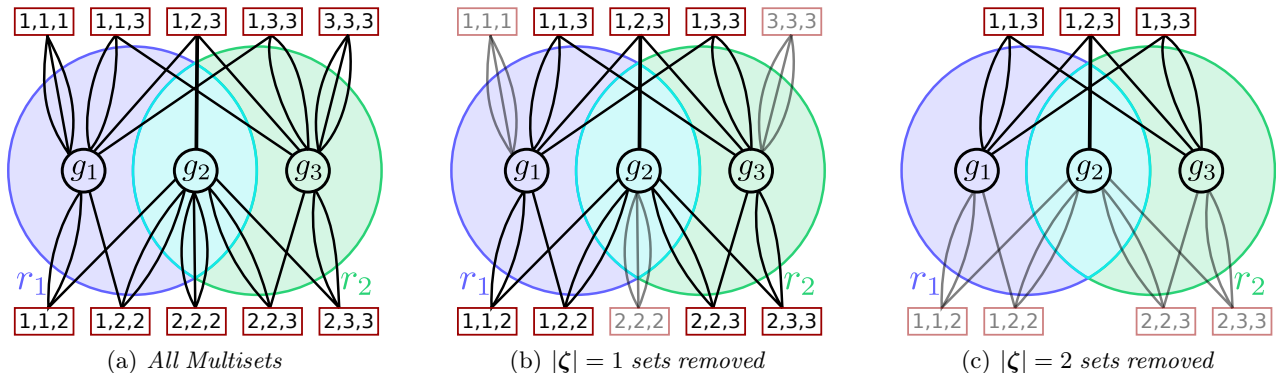 1,1,1 1,1,3 1,2,3 1,3,3 3,3,3
g₁ g₂ g₃
r₁ r₂
1,1,2 1,2,2 2,2,2 2,2,3 2,3,3
(a) All Multisets
1,1,1 1,1,3 1,2,3 1,3,3 3,3,3
g₁ g₂ g₃
r₁ r₂
1,1,2 1,2,2 2,2,2 2,2,3 2,3,3
(b) |ζ| = 1 sets removed
1,1,3 1,2,3 1,3,3
g₁ g₂ g₃
r₁ r₂
1,1,2 1,2,2 2,2,3 2,3,3
(c) |ζ| = 2 sets removed